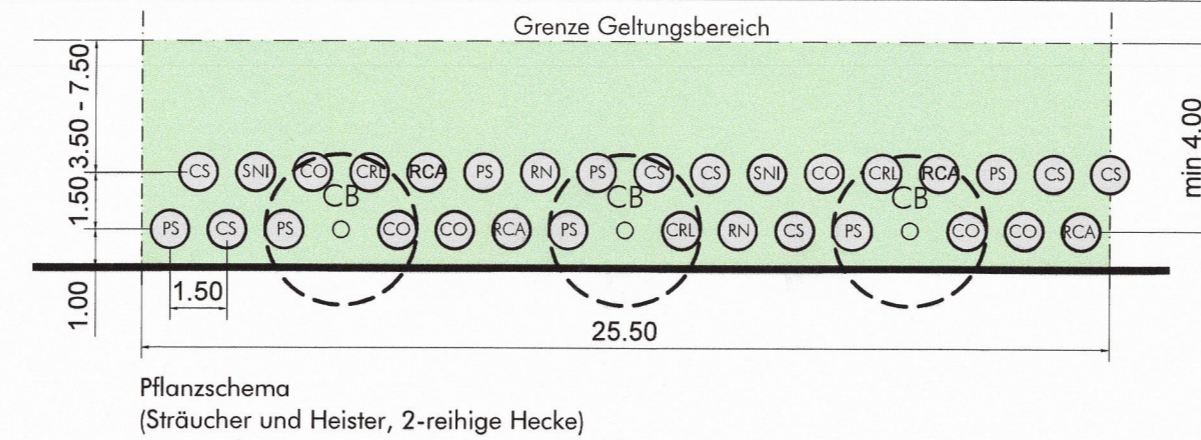 Grenze Geltungsbereich
3.50 - 7.50
min 4.00
1.50
CS SNI CO CRL RCA PS RN PS CS CS SNI CO CRL RCA PS CS CS
CB CB CB
PS CS PS CO CO RCA PS CRL RN CS PS CO CO RCA
1.00
1.50
25.50
Pflanzschema
(Sträucher und Heister, 2-reihige Hecke)